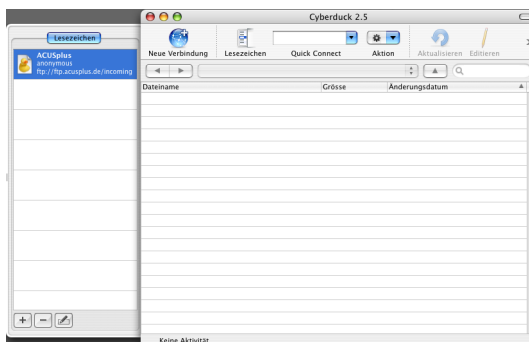 Cyberduck 2.5
Lesezeichen
ACUSplus
anonymous
ftp://ftp.acusplus.de/incoming
Neue Verbindung Lesezeichen Quick Connect Aktion Aktualisieren Editieren
Dateiname Grösse Änderungsdatum
Keine Aktivität